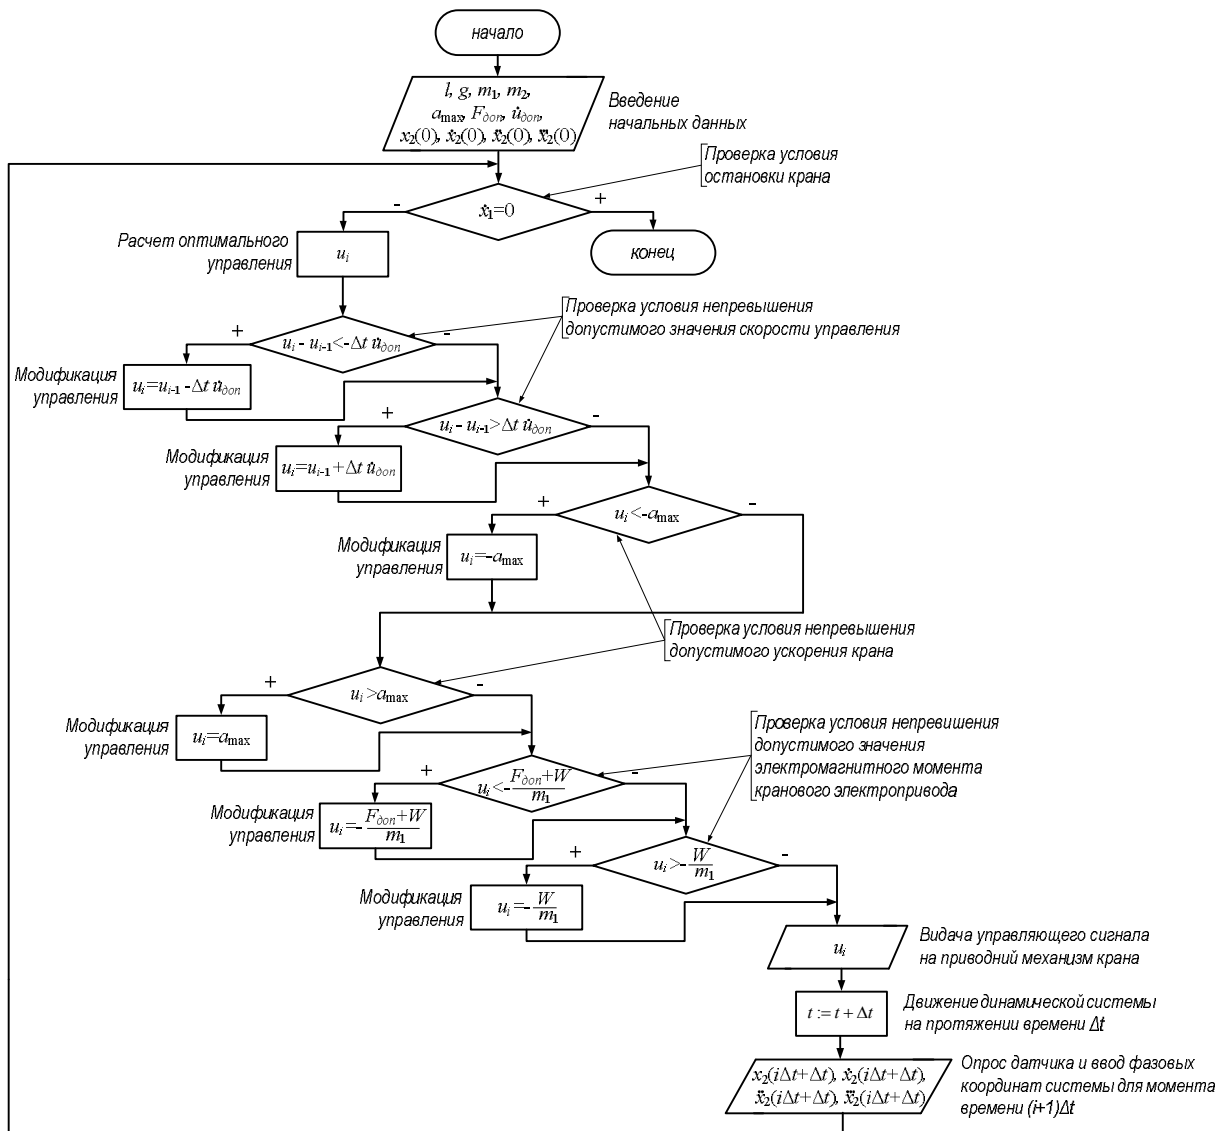 начало
l, g, m₁, m₂,
a_max, F_доп, u̇_доп,
x₂(0), ẋ₂(0), ẍ₂(0), x⃛₂(0)
Введение
начальных данных
Проверка условия
остановки крана
ẋ₁=0
-
+
конец
Расчет оптимального
управления
u_i
Проверка условия непревышения
допустимого значения скорости управления
+
u_i - u_i-1<-Δt u̇_доп
-
Модификация
управления
u_i=u_i-1 -Δt u̇_доп
+
u_i - u_i-1>Δt u̇_доп
-
Модификация
управления
u_i=u_i-1+Δt u̇_доп
+
u_i<-a_max
-
Модификация
управления
u_i=-a_max
Проверка условия непревышения
допустимого ускорения крана
+
u_i>a_max
-
Модификация
управления
u_i=a_max
Проверка условия непревишения
допустимого значения
электромагнитного момента
кранового электропривода
+
u_i<-(F_доп+W)/m₁
-
Модификация
управления
u_i=-(F_доп+W)/m₁
+
u_i>-W/m₁
-
Модификация
управления
u_i=-W/m₁
u_i
Видача управляющего сигнала
на приводний механизм крана
t := t + Δt
Движение динамической системы
на протяжении времени Δt
x₂(iΔt+Δt), ẋ₂(iΔt+Δt),
ẍ₂(iΔt+Δt), x⃛₂(iΔt+Δt)
Опрос датчика и ввод фазовых
координат системы для момента
времени (i+1)Δt